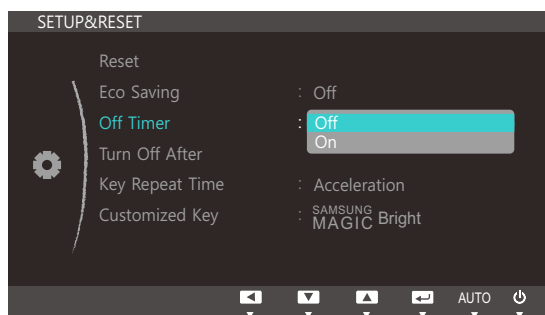 SETUP&RESET
Reset
Eco Saving : Off
Off Timer : Off
On
Turn Off After
Key Repeat Time : Acceleration
Customized Key : SAMSUNG MAGIC Bright
AUTO